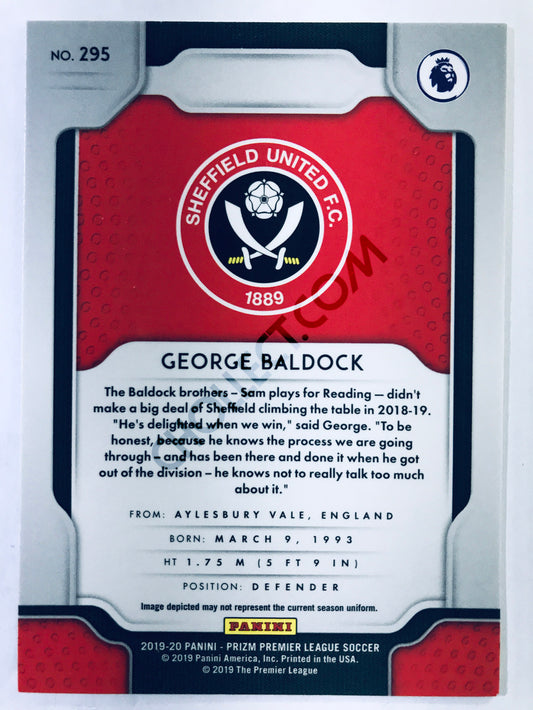 NO. 295
SHEFFIELD UNITED F.C.
1889
GEORGE BALDOCK
The Baldock brothers – Sam plays for Reading – didn't
make a big deal of Sheffield climbing the table in 2018-19.
"He's delighted when we win," said George. "To be
honest, because he knows the process we are going
through – and has been there and done it when he got
out of the division – he knows not to really talk too much
about it."
FROM: AYLESBURY VALE, ENGLAND
BORN: MARCH 9, 1993
HT 1.75 M (5 FT 9 IN)
POSITION: DEFENDER
Image depicted may not represent the current season uniform.
PANINI
2019-20 PANINI - PRIZM PREMIER LEAGUE SOCCER
© 2019 Panini America, Inc. Printed in the USA.
© 2019 The Premier League